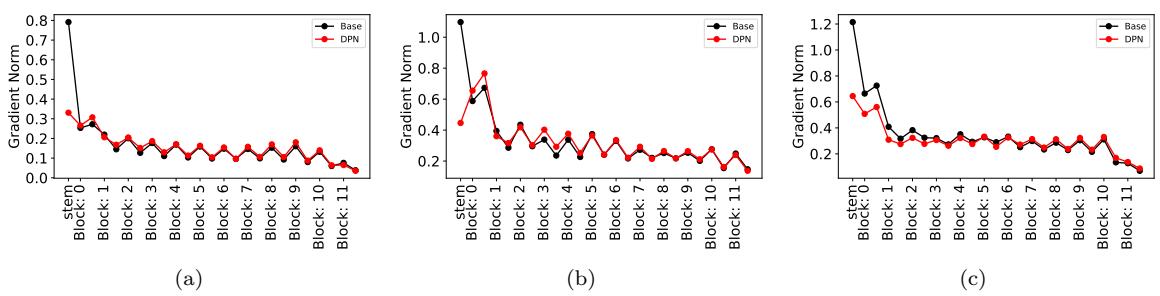 Gradient Norm
0.8
0.7
0.6
0.5
0.4
0.3
0.2
0.1
0.0
Base
DPN
stem
Block: 0
Block: 1
Block: 2
Block: 3
Block: 4
Block: 5
Block: 6
Block: 7
Block: 8
Block: 9
Block: 10
Block: 11
(a)
Gradient Norm
1.0
0.8
0.6
0.4
0.2
Base
DPN
stem
Block: 0
Block: 1
Block: 2
Block: 3
Block: 4
Block: 5
Block: 6
Block: 7
Block: 8
Block: 9
Block: 10
Block: 11
(b)
Gradient Norm
1.2
1.0
0.8
0.6
0.4
0.2
Base
DPN
stem
Block: 0
Block: 1
Block: 2
Block: 3
Block: 4
Block: 5
Block: 6
Block: 7
Block: 8
Block: 9
Block: 10
Block: 11
(c)